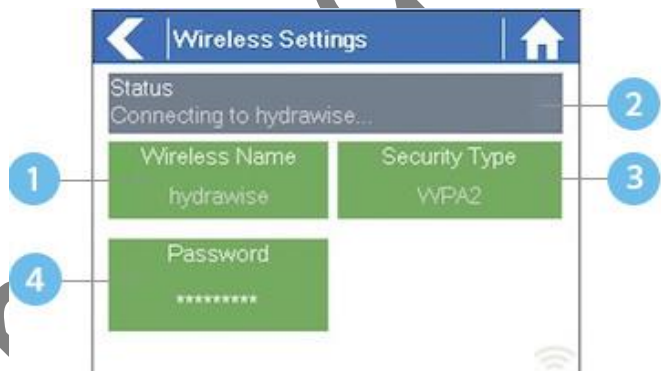 Wireless Settings
Status
Connecting to hydrawise...
2
Wireless Name
Security Type
1
3
hydrawise
WPA2
Password
4
*********